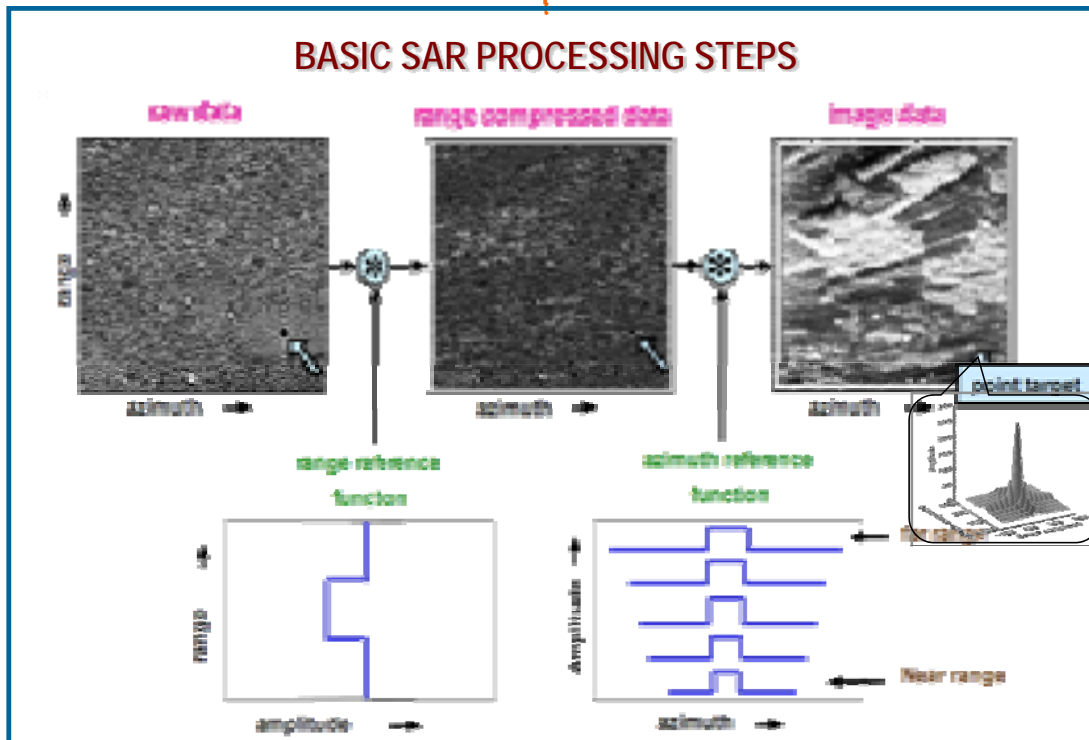 BASIC SAR PROCESSING STEPS
raw data
range compressed data
image data
range
azimuth
azimuth
azimuth
point target
range reference
functon
azimuth reference
function
far range
range
Amplitude
Near range
amplitude
azimuth